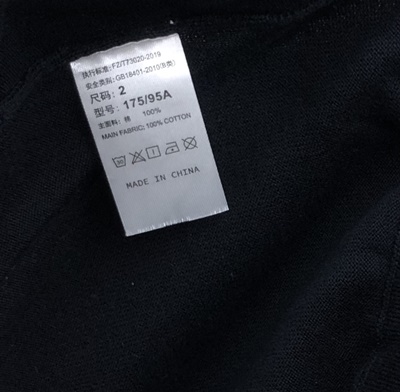 执行标准: FZ/T73020-2019
安全类别: GB18401-2010(B类)
尺码: 2
型号: 175/95A
主面料: 棉 100%
MAIN FABRIC: 100% COTTON
MADE IN CHINA